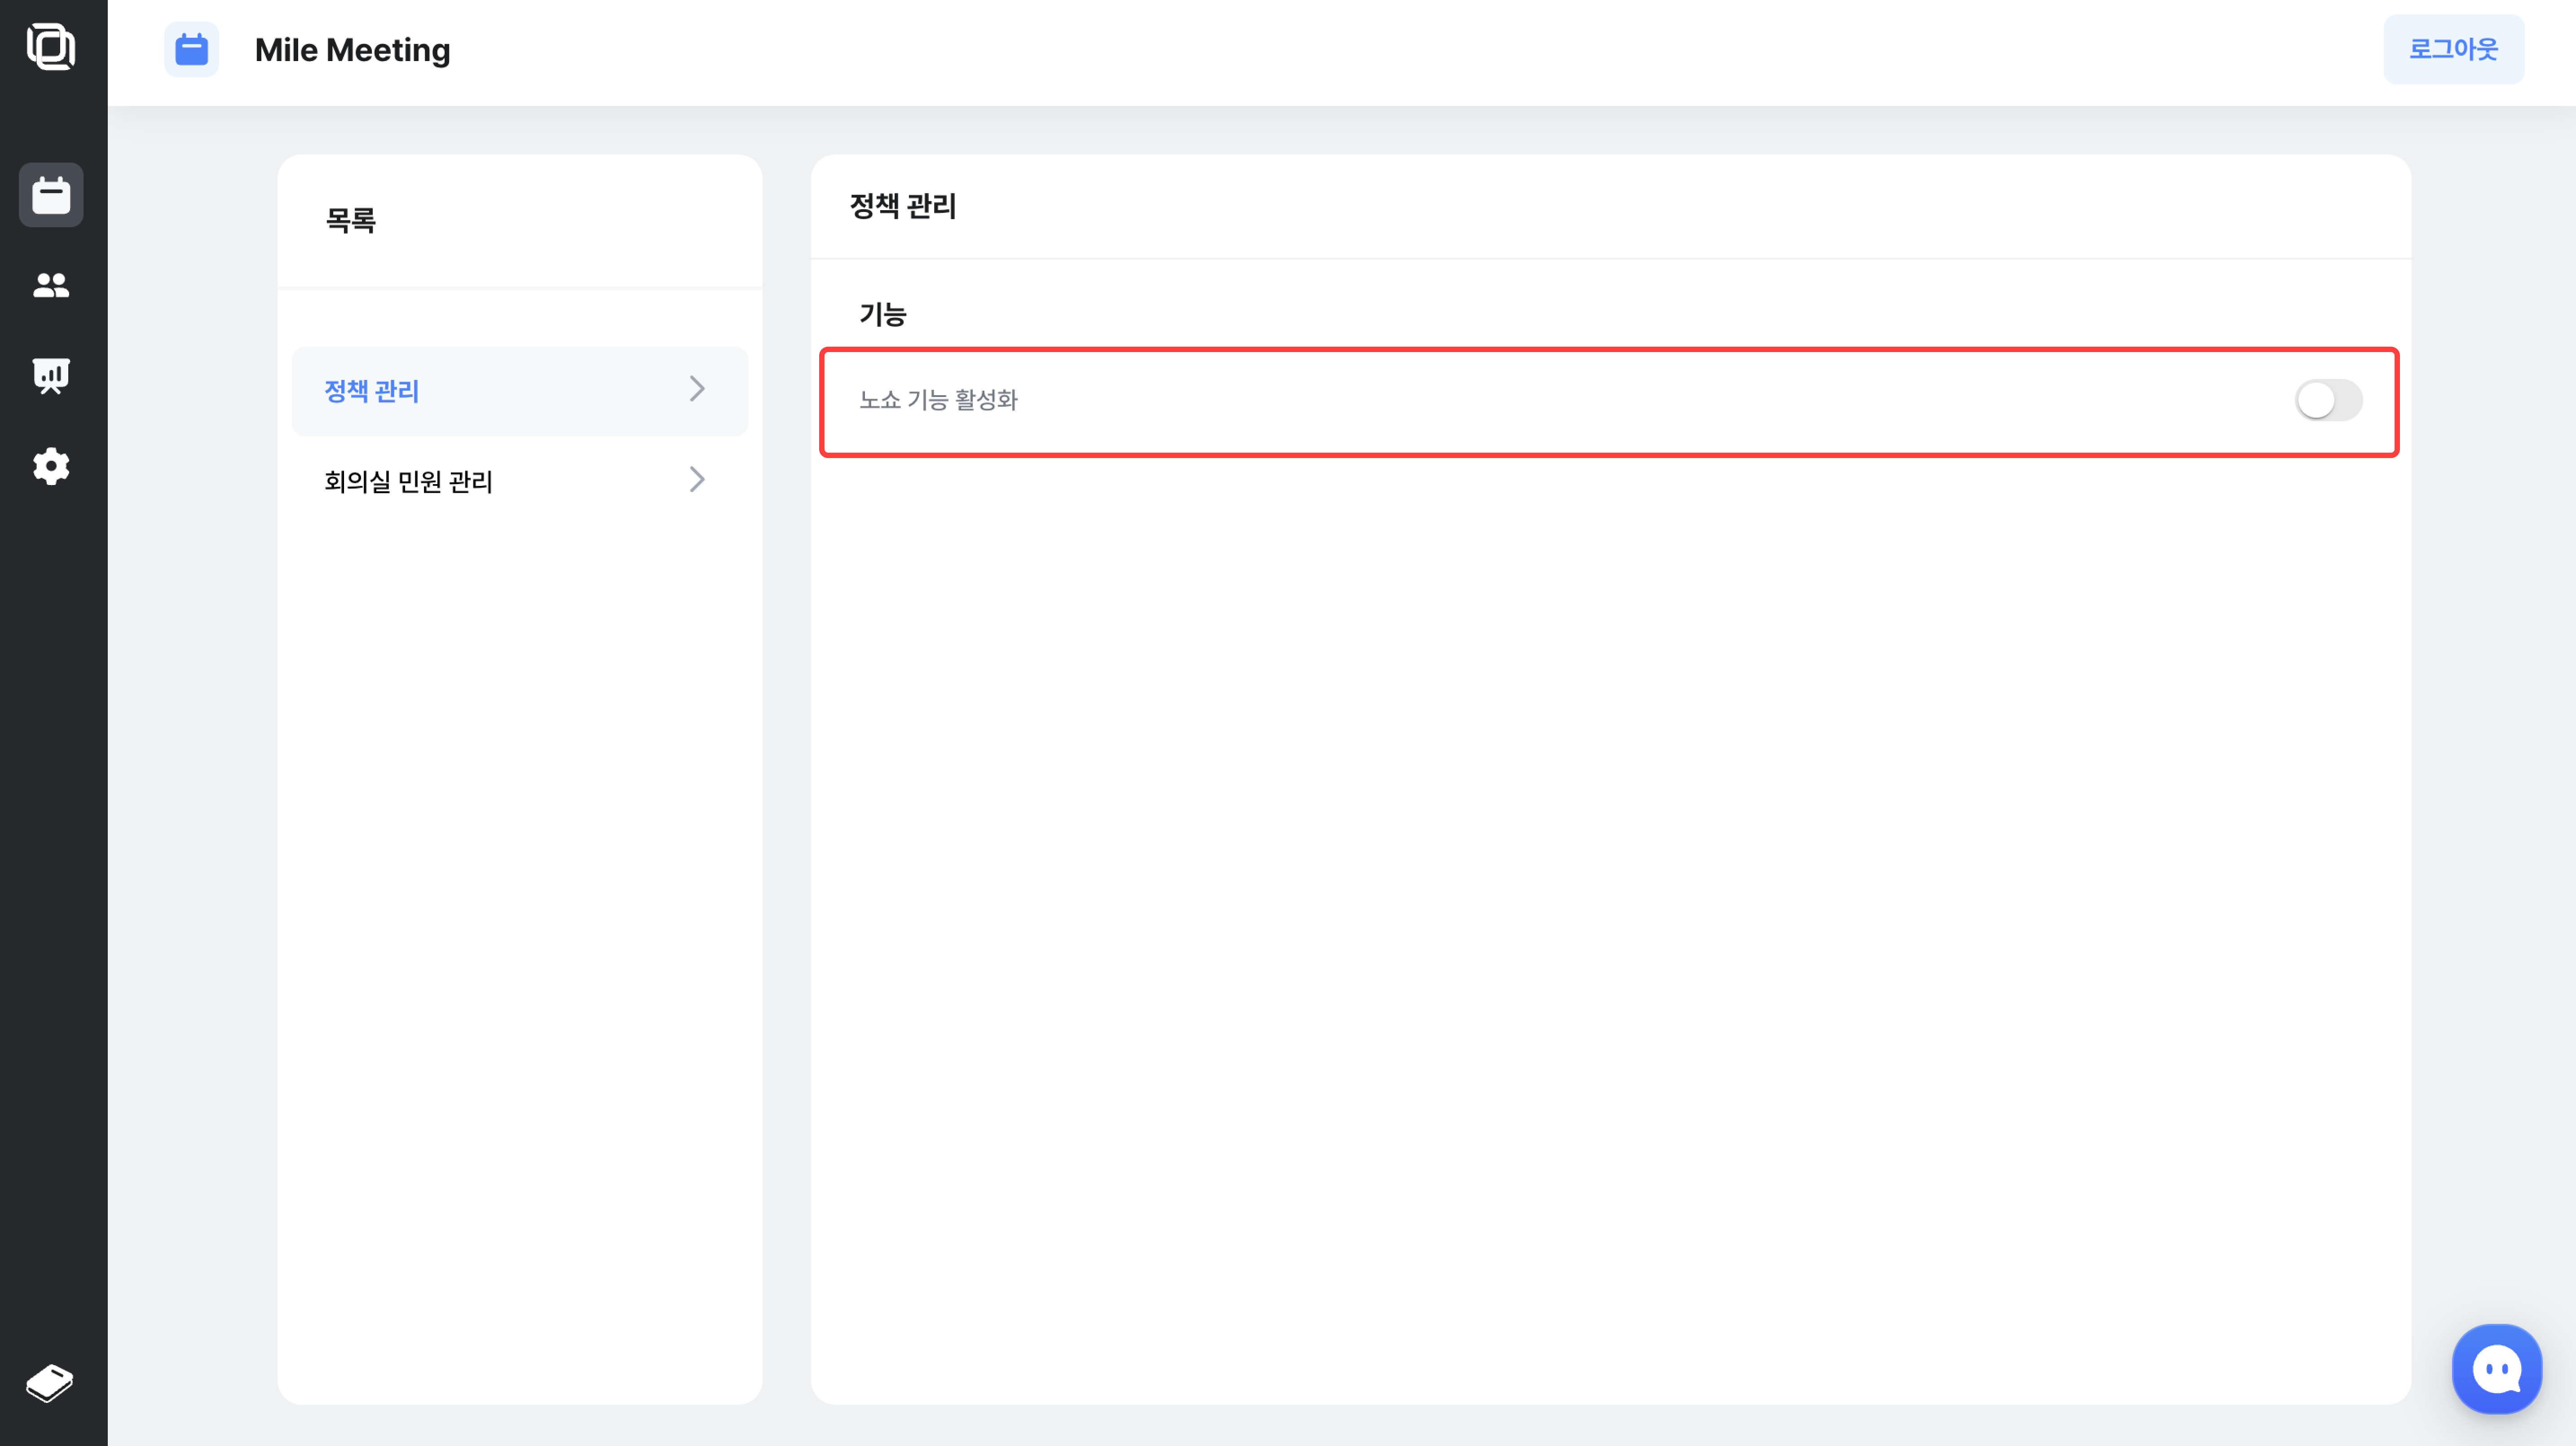 Mile Meeting
로그아웃
목록
정책 관리
회의실 민원 관리
정책 관리
기능
노쇼 기능 활성화